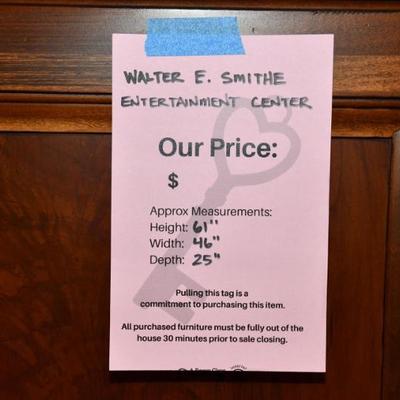 WALTER E. SMITHE
ENTERTAINMENT CENTER
Our Price:
$
Approx Measurements:
Height: 61"
Width: 46"
Depth: 25"
Pulling this tag is a
commitment to purchasing this item.
All purchased furniture must be fully out of the
house 30 minutes prior to sale closing.